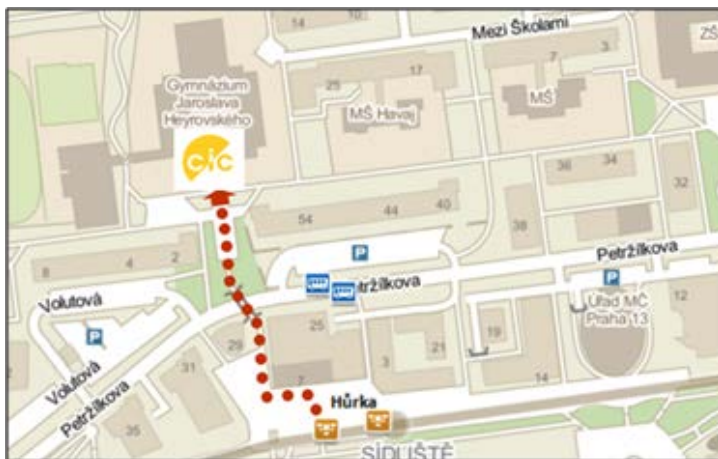 14
10
Mezi Školami
ZŠ
7
3
Gymnázium
Jaroslava
Heyrovského
25
17
MŠ Havaj
MŠ
cic
36
34
32
54
44
40
38
8
4
2
P
Petržílkova
Volutová
P
Úřad MČ
Praha 13
12
P
29
25
3
21
19
14
31
7
Volutová
Petržílkova
35
Hůrka
SÍDLIŠTĚ